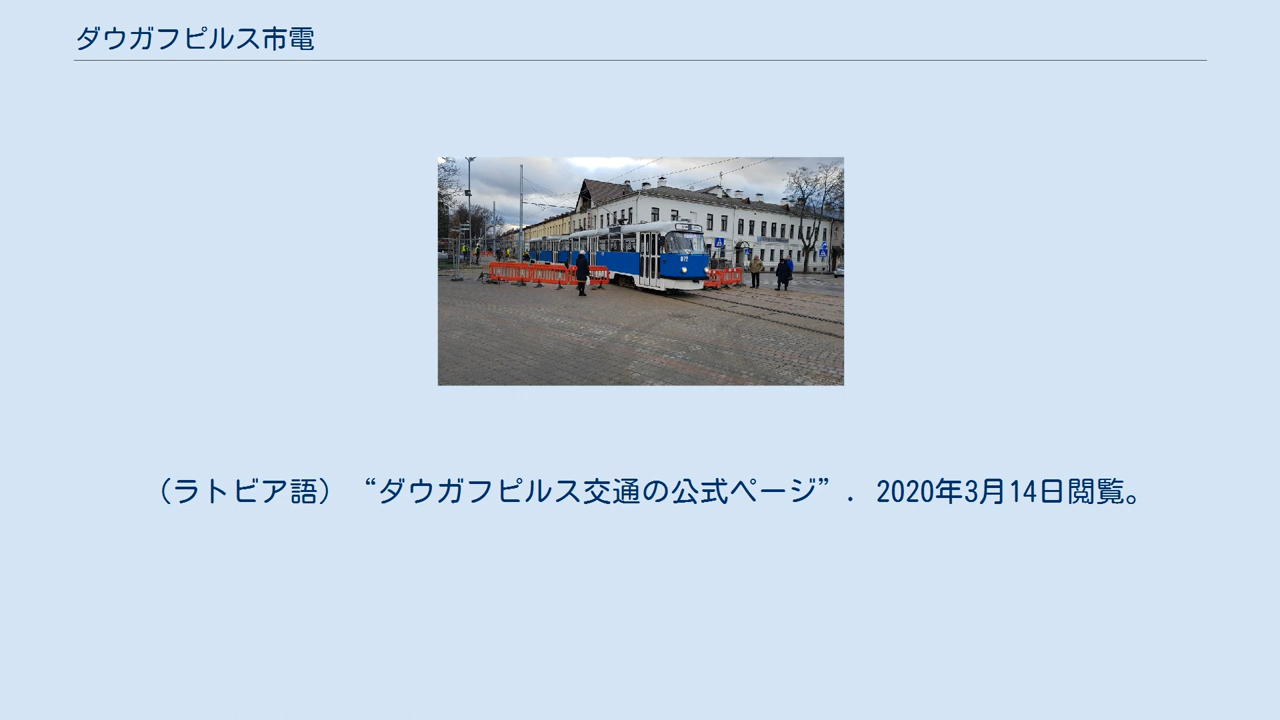 ダウガフピルス市電
（ラトビア語）“ダウガフピルス交通の公式ページ”．2020年3月14日閲覧。